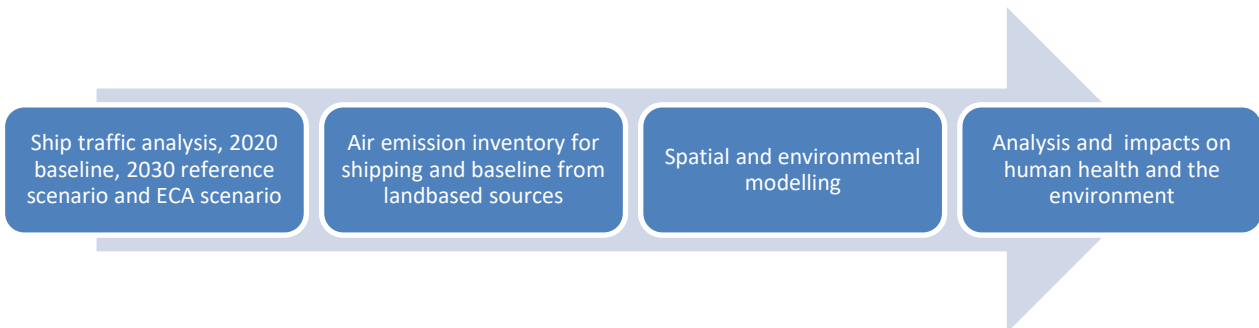 Ship traffic analysis, 2020
baseline, 2030 reference
scenario and ECA scenario
Air emission inventory for
shipping and baseline from
landbased sources
Spatial and environmental
modelling
Analysis and  impacts on
human health and the
environment